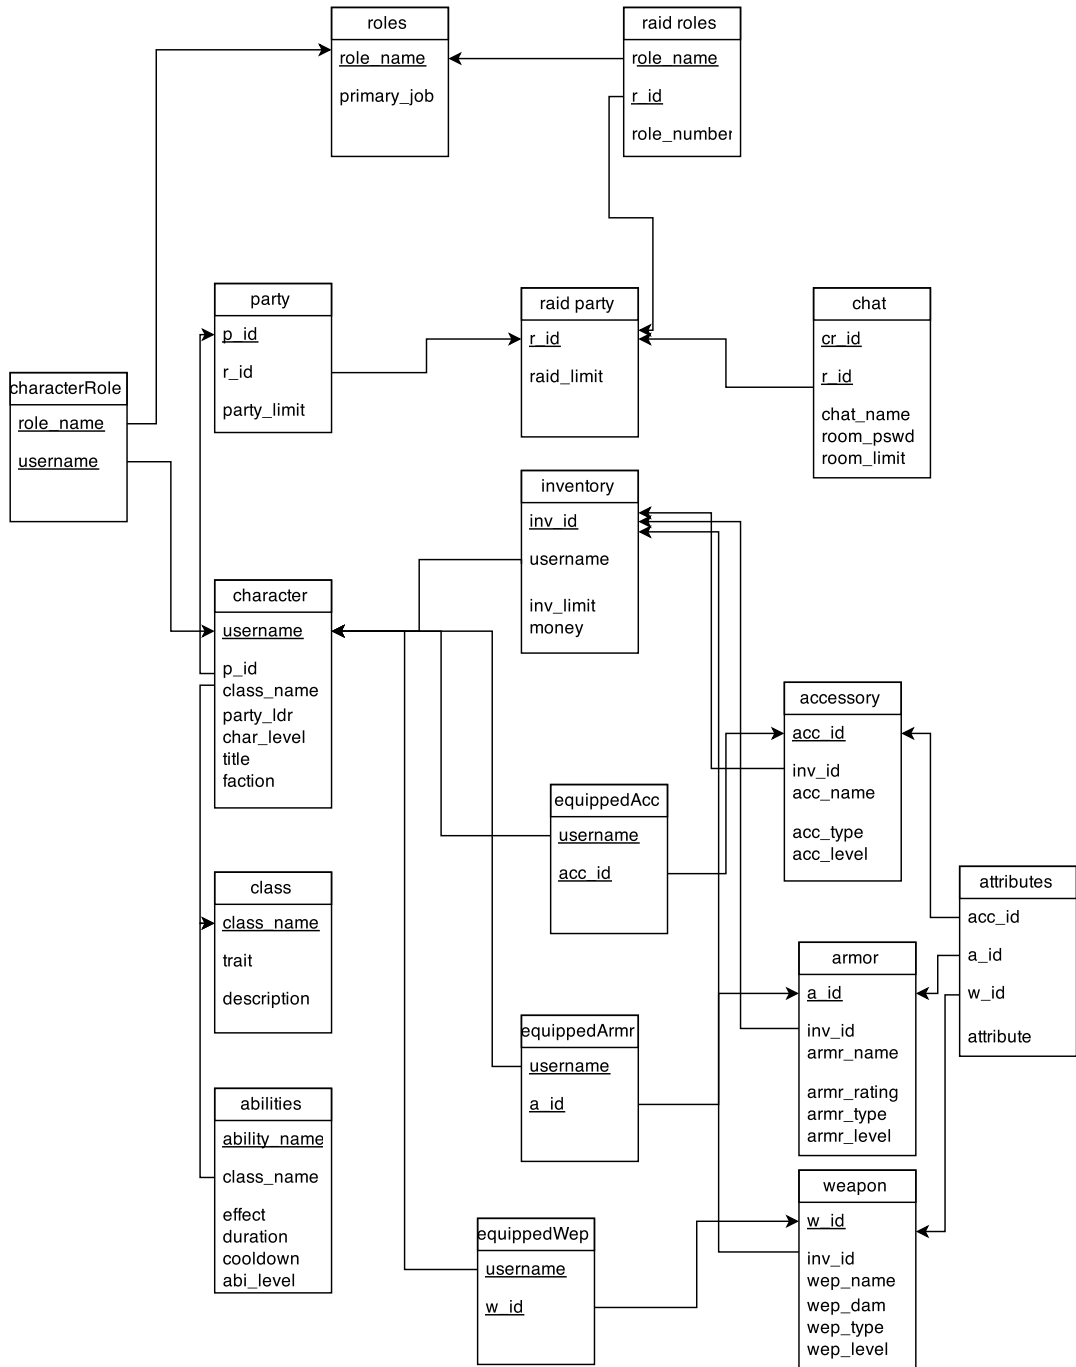 roles
role_name
primary_job
raid roles
role_name
r_id
role_number
party
p_id
r_id
party_limit
raid party
r_id
raid_limit
chat
cr_id
r_id
chat_name
room_pswd
room_limit
characterRole
role_name
username
inventory
inv_id
username
inv_limit
money
character
username
p_id
class_name
party_ldr
char_level
title
faction
accessory
acc_id
inv_id
acc_name
acc_type
acc_level
equippedAcc
username
acc_id
class
class_name
trait
description
attributes
acc_id
a_id
w_id
attribute
armor
a_id
inv_id
armr_name
armr_rating
armr_type
armr_level
equippedArmr
username
a_id
abilities
ability_name
class_name
effect
duration
cooldown
abi_level
weapon
w_id
inv_id
wep_name
wep_dam
wep_type
wep_level
equippedWep
username
w_id